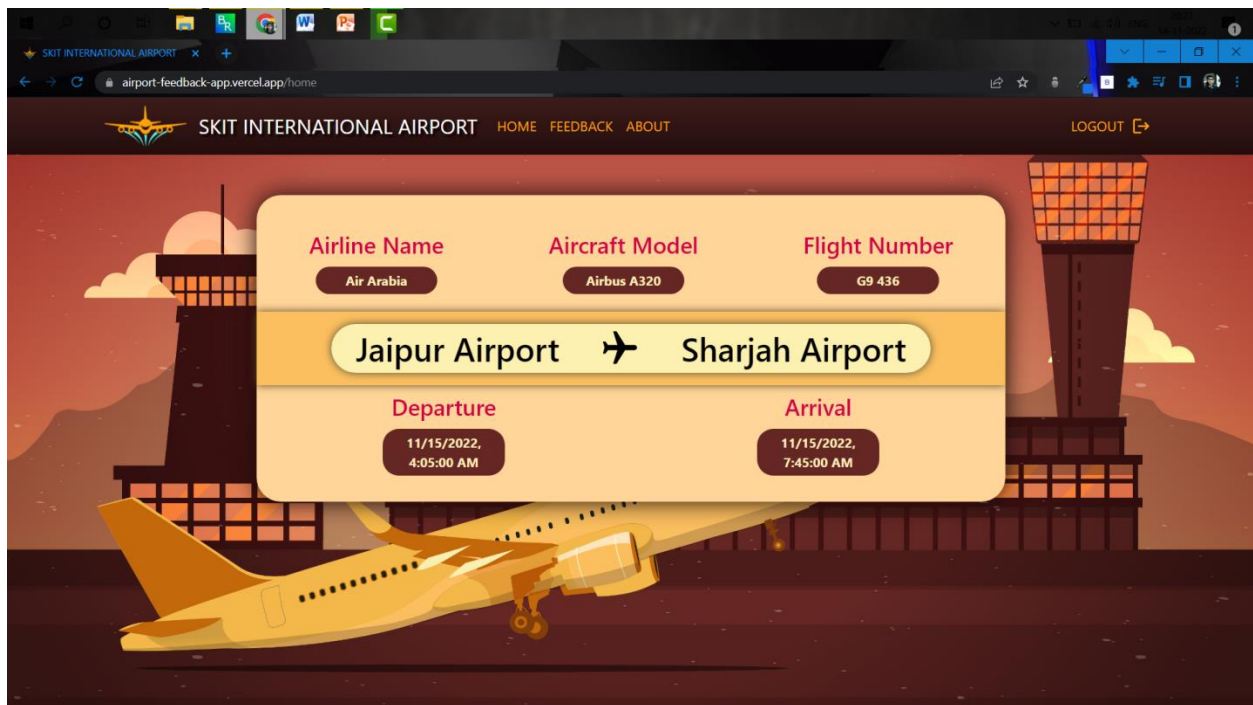 SKIT INTERNATIONAL AIRPORT
airport-feedback-app.vercel.app/home
SKIT INTERNATIONAL AIRPORT HOME FEEDBACK ABOUT LOGOUT
Airline Name Aircraft Model Flight Number
Air Arabia Airbus A320 G9 436
Jaipur Airport Sharjah Airport
Departure Arrival
11/15/2022, 11/15/2022,
4:05:00 AM 7:45:00 AM